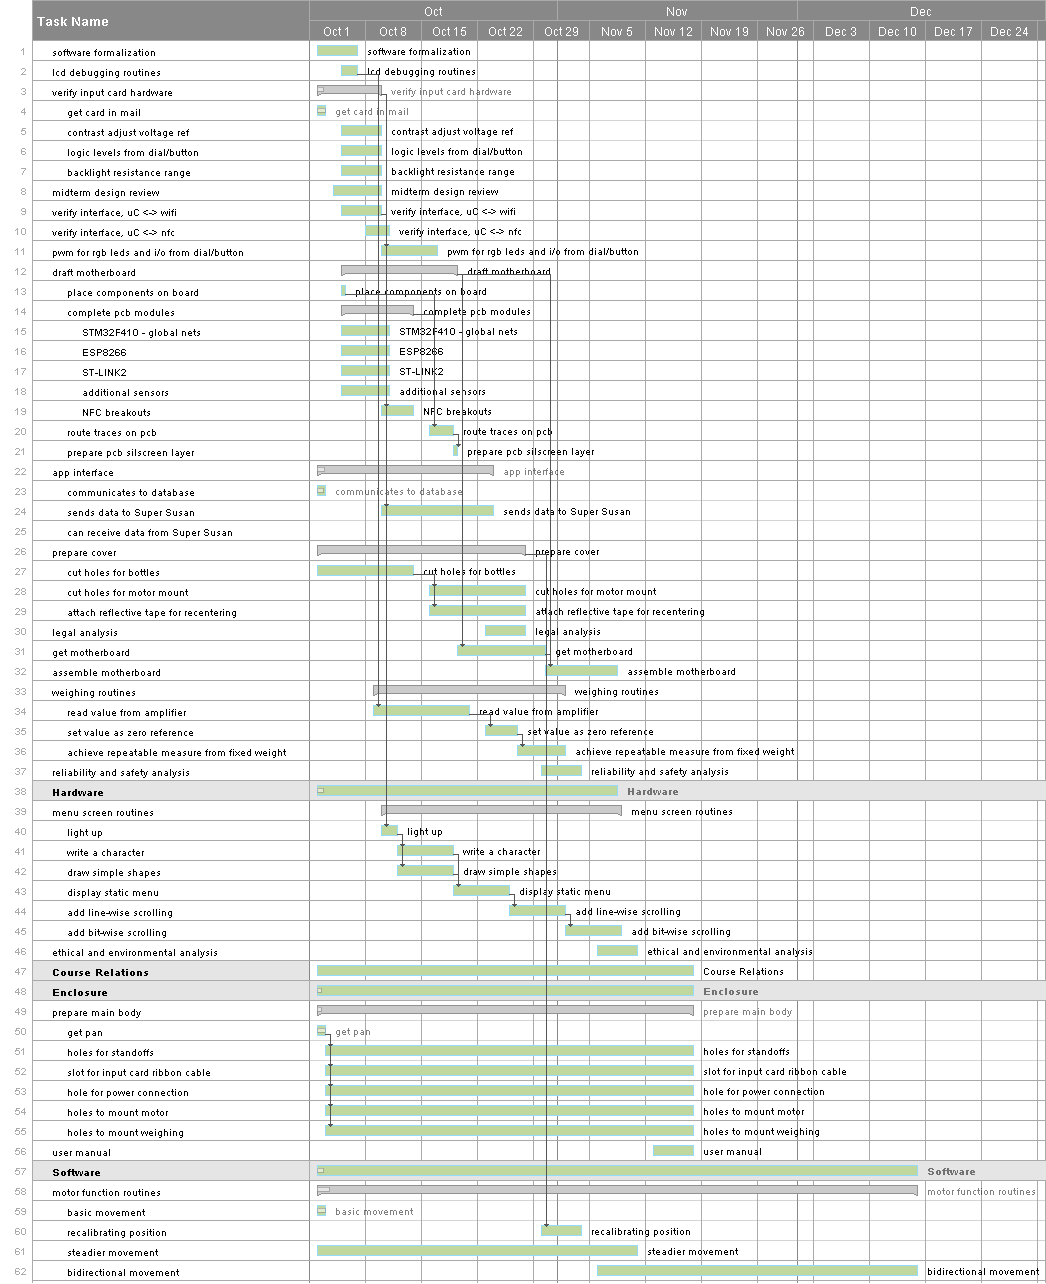 Task Name
Oct Nov Dec
Oct 1 Oct 8 Oct 15 Oct 22 Oct 29 Nov 5 Nov 12 Nov 19 Nov 26 Dec 3 Dec 10 Dec 17 Dec 24
1 software formalization software formalization
2 lcd debugging routines lcd debugging routines
3 verify input card hardware verify input card hardware
4 get card in mail get card in mail
5 contrast adjust voltage ref contrast adjust voltage ref
6 logic levels from dial/button logic levels from dial/button
7 backlight resistance range backlight resistance range
8 midterm design review midterm design review
9 verify interface, uC <-> wifi verify interface, uC <-> wifi
10 verify interface, uC <-> nfc verify interface, uC <-> nfc
11 pwm for rgb leds and i/o from dial/button pwm for rgb leds and i/o from dial/button
12 draft motherboard draft motherboard
13 place components on board place components on board
14 complete pcb modules complete pcb modules
15 STM32F410 - global nets STM32F410 - global nets
16 ESP8266 ESP8266
17 ST-LINK2 ST-LINK2
18 additional sensors additional sensors
19 NFC breakouts NFC breakouts
20 route traces on pcb route traces on pcb
21 prepare pcb silscreen layer prepare pcb silscreen layer
22 app interface app interface
23 communicates to database communicates to database
24 sends data to Super Susan sends data to Super Susan
25 can receive data from Super Susan
26 prepare cover prepare cover
27 cut holes for bottles cut holes for bottles
28 cut holes for motor mount cut holes for motor mount
29 attach reflective tape for recentering attach reflective tape for recentering
30 legal analysis legal analysis
31 get motherboard get motherboard
32 assemble motherboard assemble motherboard
33 weighing routines weighing routines
34 read value from amplifier read value from amplifier
35 set value as zero reference set value as zero reference
36 achieve repeatable measure from fixed weight achieve repeatable measure from fixed weight
37 reliability and safety analysis reliability and safety analysis
38 Hardware Hardware
39 menu screen routines menu screen routines
40 light up light up
41 write a character write a character
42 draw simple shapes draw simple shapes
43 display static menu display static menu
44 add line-wise scrolling add line-wise scrolling
45 add bit-wise scrolling add bit-wise scrolling
46 ethical and environmental analysis ethical and environmental analysis
47 Course Relations Course Relations
48 Enclosure Enclosure
49 prepare main body prepare main body
50 get pan get pan
51 holes for standoffs holes for standoffs
52 slot for input card ribbon cable slot for input card ribbon cable
53 hole for power connection hole for power connection
54 holes to mount motor holes to mount motor
55 holes to mount weighing holes to mount weighing
56 user manual user manual
57 Software Software
58 motor function routines motor function routines
59 basic movement basic movement
60 recalibrating position recalibrating position
61 steadier movement steadier movement
62 bidirectional movement bidirectional movement